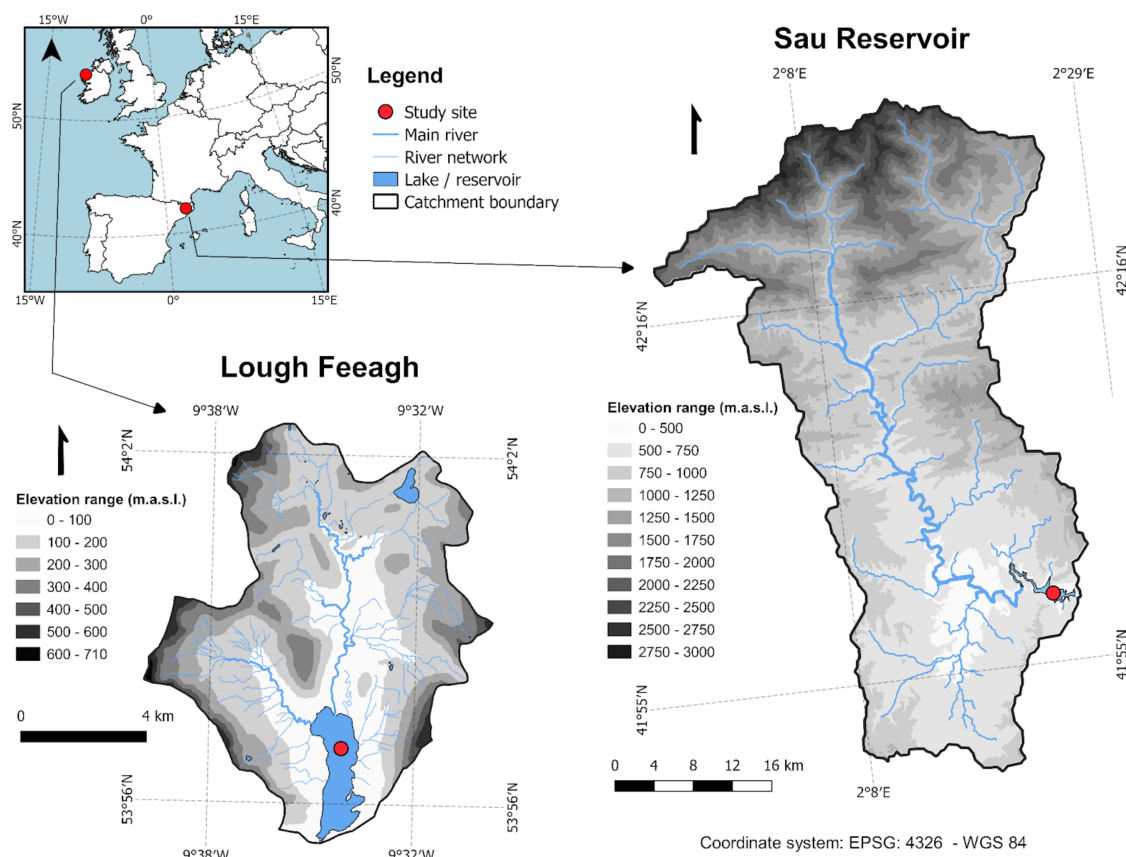 15°W 0° 15°E
50°N
50°N
40°N
40°N
15°W 0° 15°E
Legend
Study site
Main river
River network
Lake / reservoir
Catchment boundary
Sau Reservoir
2°8'E 2°29'E
42°16'N
42°16'N
Elevation range (m.a.s.l.)
0 - 500
500 - 750
750 - 1000
1000 - 1250
1250 - 1500
1500 - 1750
1750 - 2000
2000 - 2250
2250 - 2500
2500 - 2750
2750 - 3000
41°55'N
41°55'N
0 4 8 12 16 km
2°8'E
Lough Feeagh
9°38'W 9°32'W
54°2'N
54°2'N
Elevation range (m.a.s.l.)
0 - 100
100 - 200
200 - 300
300 - 400
400 - 500
500 - 600
600 - 710
0 4 km
53°56'N
53°56'N
9°38'W 9°32'W
Coordinate system: EPSG: 4326 - WGS 84